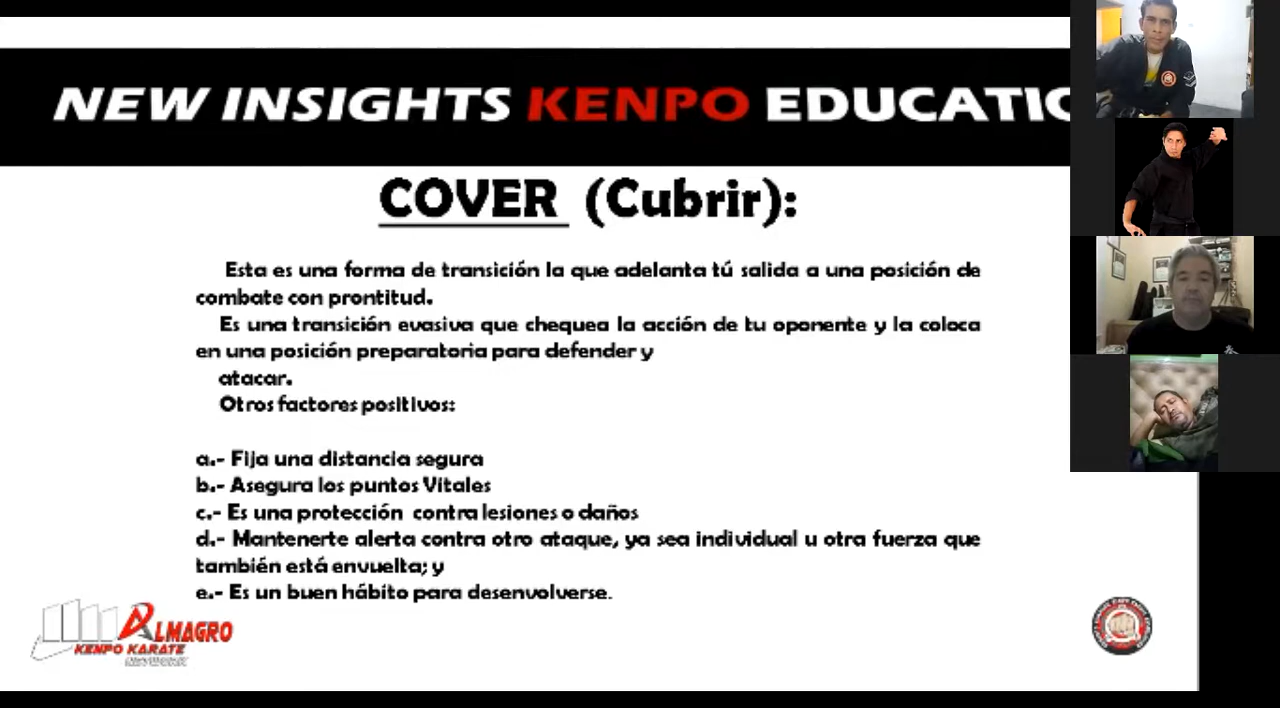 NEW INSIGHTS KENPO EDUCATIO
COVER (Cubrir):
Esta es una forma de transición la que adelanta tú salida a una posición de
combate con prontitud.
Es una transición evasiva que chequea la acción de tu oponente y la coloca
en una posición preparatoria para defender y
atacar.
Otros factores positivos:
a.- Fija una distancia segura
b.- Asegura los puntos Vitales
c.- Es una protección contra lesiones o daños
d.- Mantenerte alerta contra otro ataque, ya sea individual u otra fuerza que
también está envuelta; y
e.- Es un buen hábito para desenvolverse.
ALMAGRO
KENPO KARATE
NETWORK